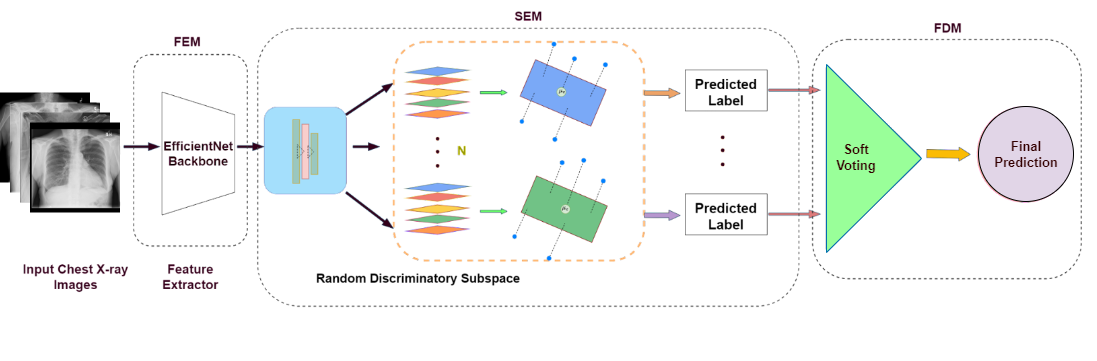 SEM
FEM
FDM
EfficientNet
Backbone
N
Predicted
Label
Predicted
Label
Soft
Voting
Final
Prediction
Input Chest X-ray
Images
Feature
Extractor
Random Discriminatory Subspace